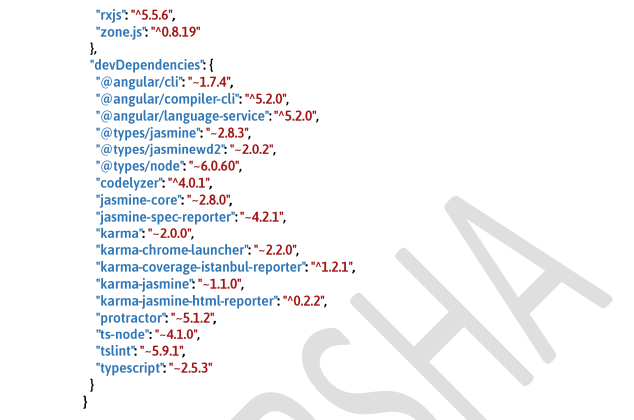 "rxjs": "^5.5.6",
"zone.js": "^0.8.19"
},
"devDependencies": {
"@angular/cli": "~1.7.4",
"@angular/compiler-cli": "^5.2.0",
"@angular/language-service": "^5.2.0",
"@types/jasmine": "~2.8.3",
"@types/jasminewd2": "~2.0.2",
"@types/node": "~6.0.60",
"codelyzer": "^4.0.1",
"jasmine-core": "~2.8.0",
"jasmine-spec-reporter": "~4.2.1",
"karma": "~2.0.0",
"karma-chrome-launcher": "~2.2.0",
"karma-coverage-istanbul-reporter": "^1.2.1",
"karma-jasmine": "~1.1.0",
"karma-jasmine-html-reporter": "^0.2.2",
"protractor": "~5.1.2",
"ts-node": "~4.1.0",
"tslint": "~5.9.1",
"typescript": "~2.5.3"
}
}